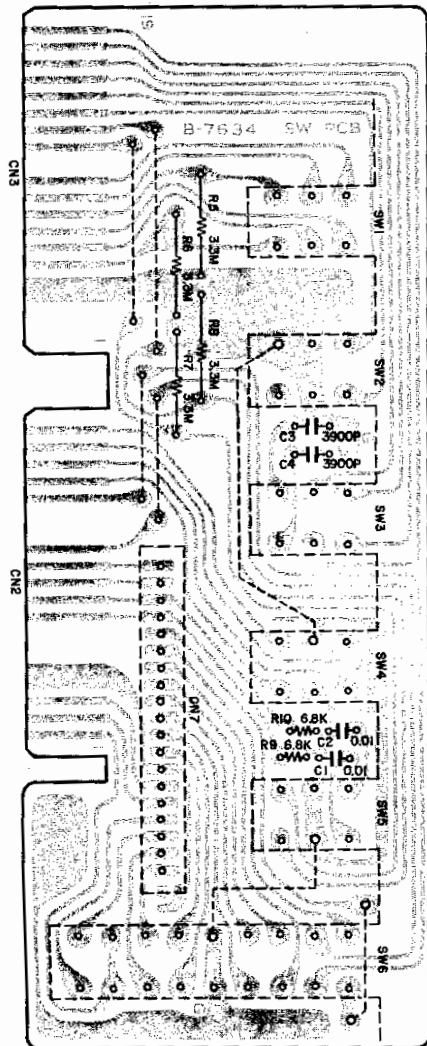 B-7634 SW PCB
CN3
SW1
R5
3.3M
R6
3.3M
R8
3.3M
R7
3.3M
SW2
C3
3900P
C4
3900P
SW3
CN2
CN7
SW4
R10 6.8K
C2
0.01
R9 6.8K
C1
0.01
SW5
SW6